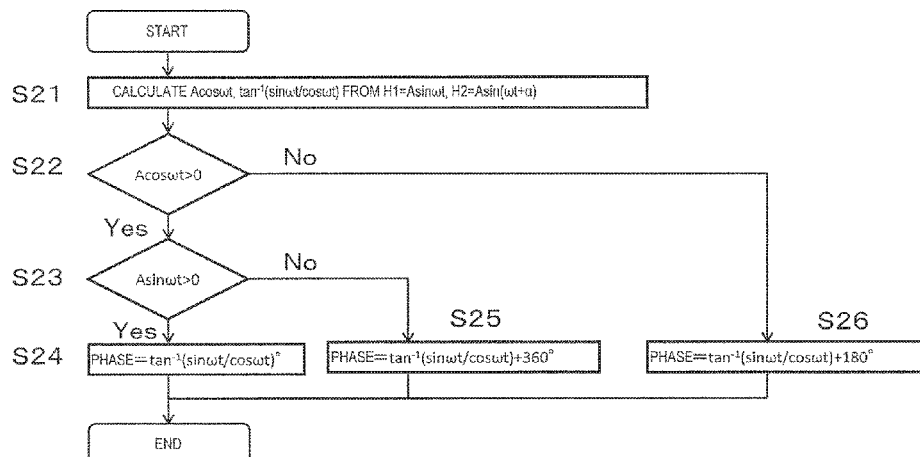 START
S21
CALCULATE Acosωt, tan⁻¹(sinωt/cosωt) FROM H1=Asinωt, H2=Asin(ωt+α)
S22
Acosωt>0
No
Yes
S23
Asinωt>0
No
Yes
S25
S26
S24
PHASE=tan⁻¹(sinωt/cosωt)°
PHASE=tan⁻¹(sinωt/cosωt)+360°
PHASE=tan⁻¹(sinωt/cosωt)+180°
END